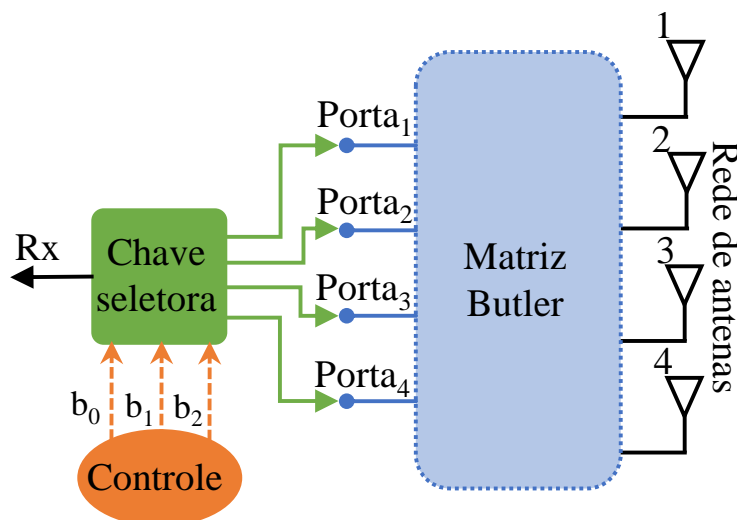 Rx
Chave
seletora
b0
b1
b2
Controle
Porta1
Porta2
Porta3
Porta4
Matriz
Butler
1
2
3
4
Rede de antenas